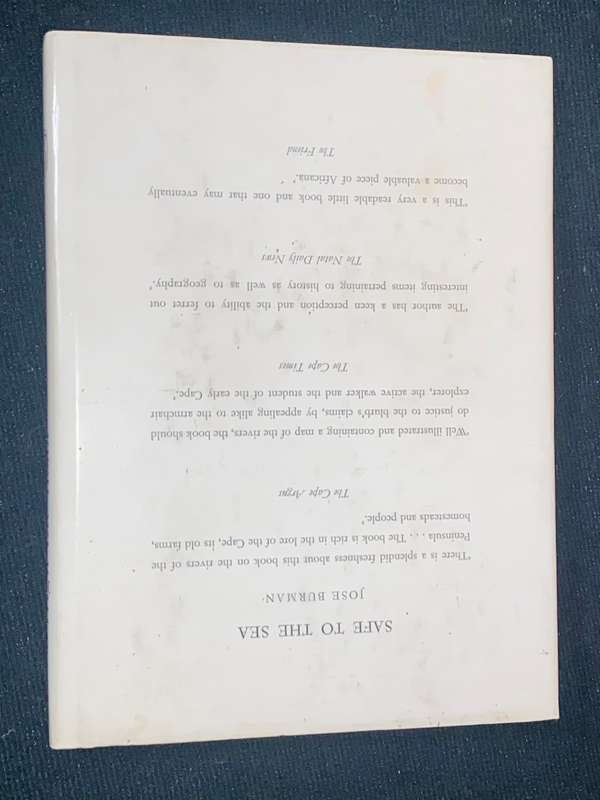 SAFE TO THE SEA
JOSE BURMAN
"There is a splendid freshness about this book on the rivers of the
Peninsula . . . The book is rich in the lore of the Cape, its old farms,
homesteads and people."
The Cape Argus
"Well illustrated and containing a map of the rivers, the book should
do justice to the blurb's claims, by appealing alike to the armchair
explorer, the active walker and the student of the early Cape."
The Cape Times
"The author has a keen perception and the ability to ferret out
interesting items pertaining to history as well as to geography."
The Natal Daily News
"This is a very readable little book and one that may eventually
become a valuable piece of Africana."
The Friend